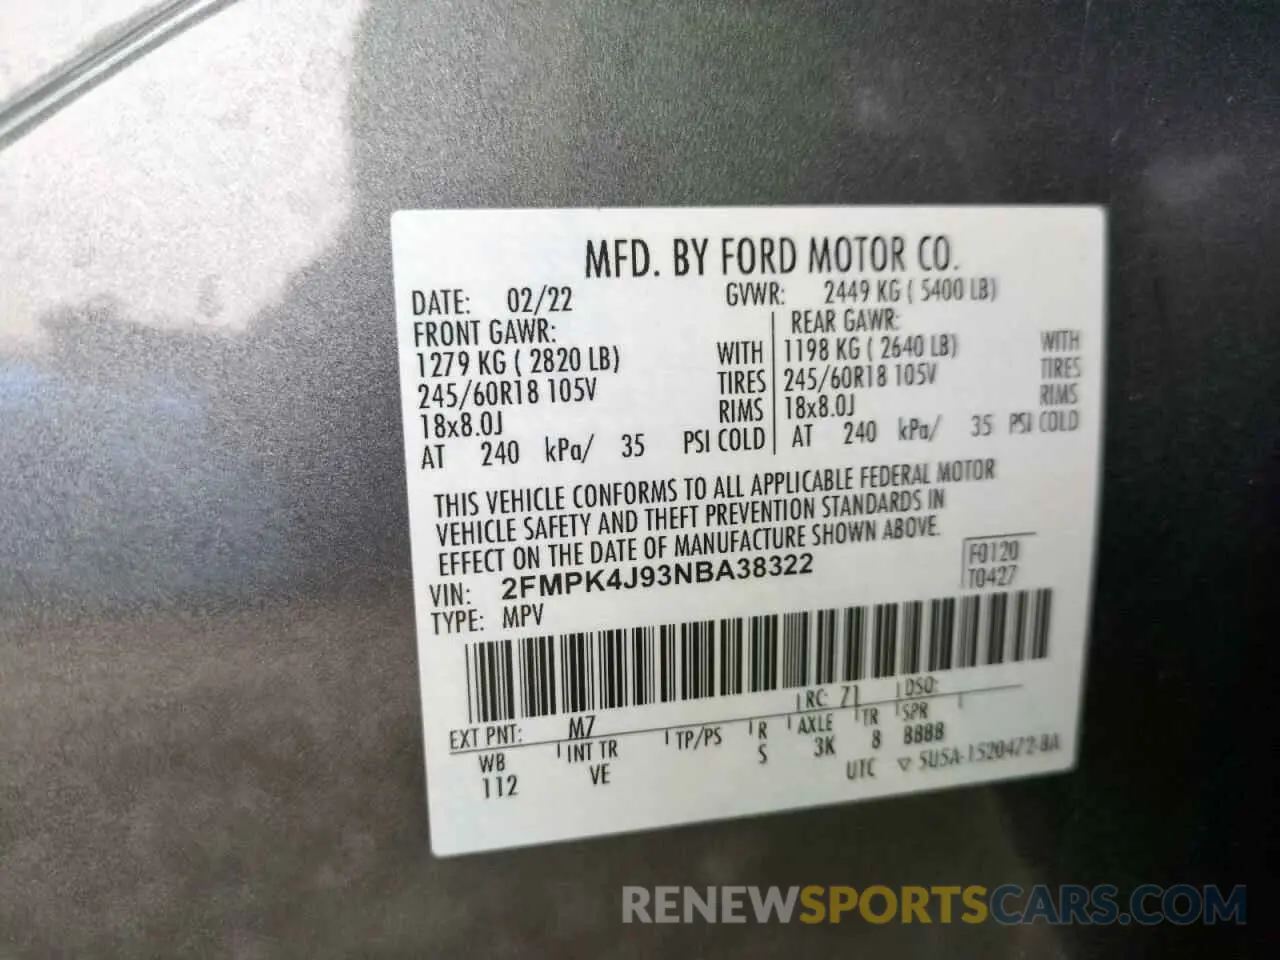 MFD. BY FORD MOTOR CO.
DATE: 02/22 GVWR: 2449 KG ( 5400 LB)
FRONT GAWR: REAR GAWR:
1279 KG ( 2820 LB) WITH 1198 KG ( 2640 LB) WITH
245/60R18 105V TIRES 245/60R18 105V TIRES
18x8.0J RIMS 18x8.0J RIMS
AT 240 kPa/ 35 PSI COLD AT 240 kPa/ 35 PSI COLD
THIS VEHICLE CONFORMS TO ALL APPLICABLE FEDERAL MOTOR
VEHICLE SAFETY AND THEFT PREVENTION STANDARDS IN
EFFECT ON THE DATE OF MANUFACTURE SHOWN ABOVE.
F0120
VIN: 2FMPK4J93NBA38322 T0427
TYPE: MPV
EXT PNT: M7 RC: 71 DSO:
WB INT TR TP/PS R AXLE TR SPR
112 VE S 3K 8 8888
UTC ▽ 5U5A-1520472-BA
RENEWSPORTSCARS.COM